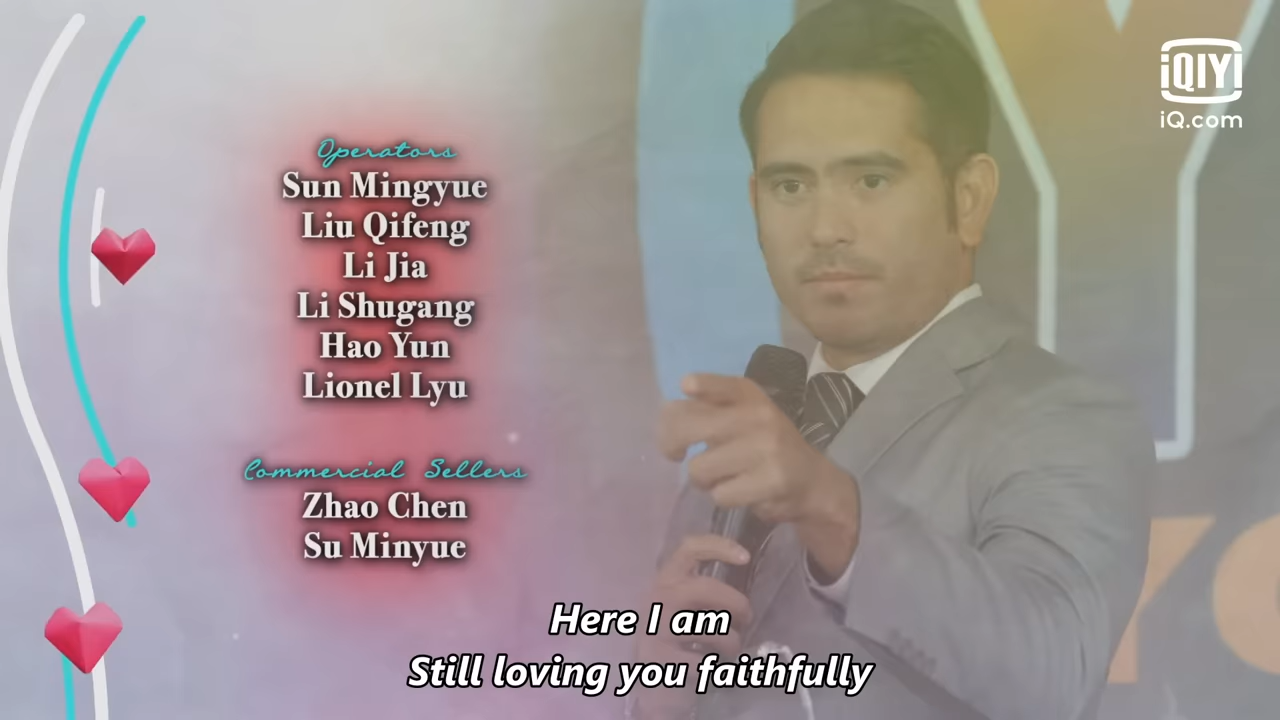 iQIYI
iQ.com
Operators
Sun Mingyue
Liu Qifeng
Li Jia
Li Shugang
Hao Yun
Lionel Lyu
Commercial Sellers
Zhao Chen
Su Minyue
Here I am
Still loving you faithfully